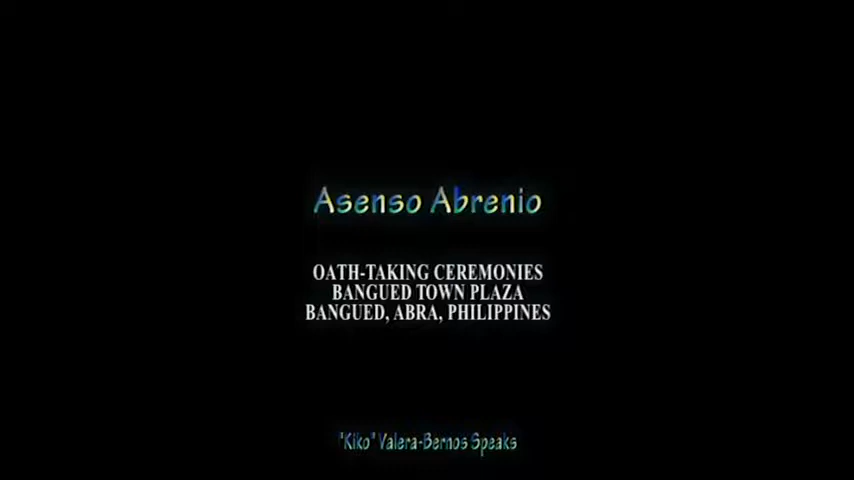 Asenso Abrenio
OATH-TAKING CEREMONIES
BANGUED TOWN PLAZA
BANGUED, ABRA, PHILIPPINES
"Kiko" Valera-Bernos Speaks